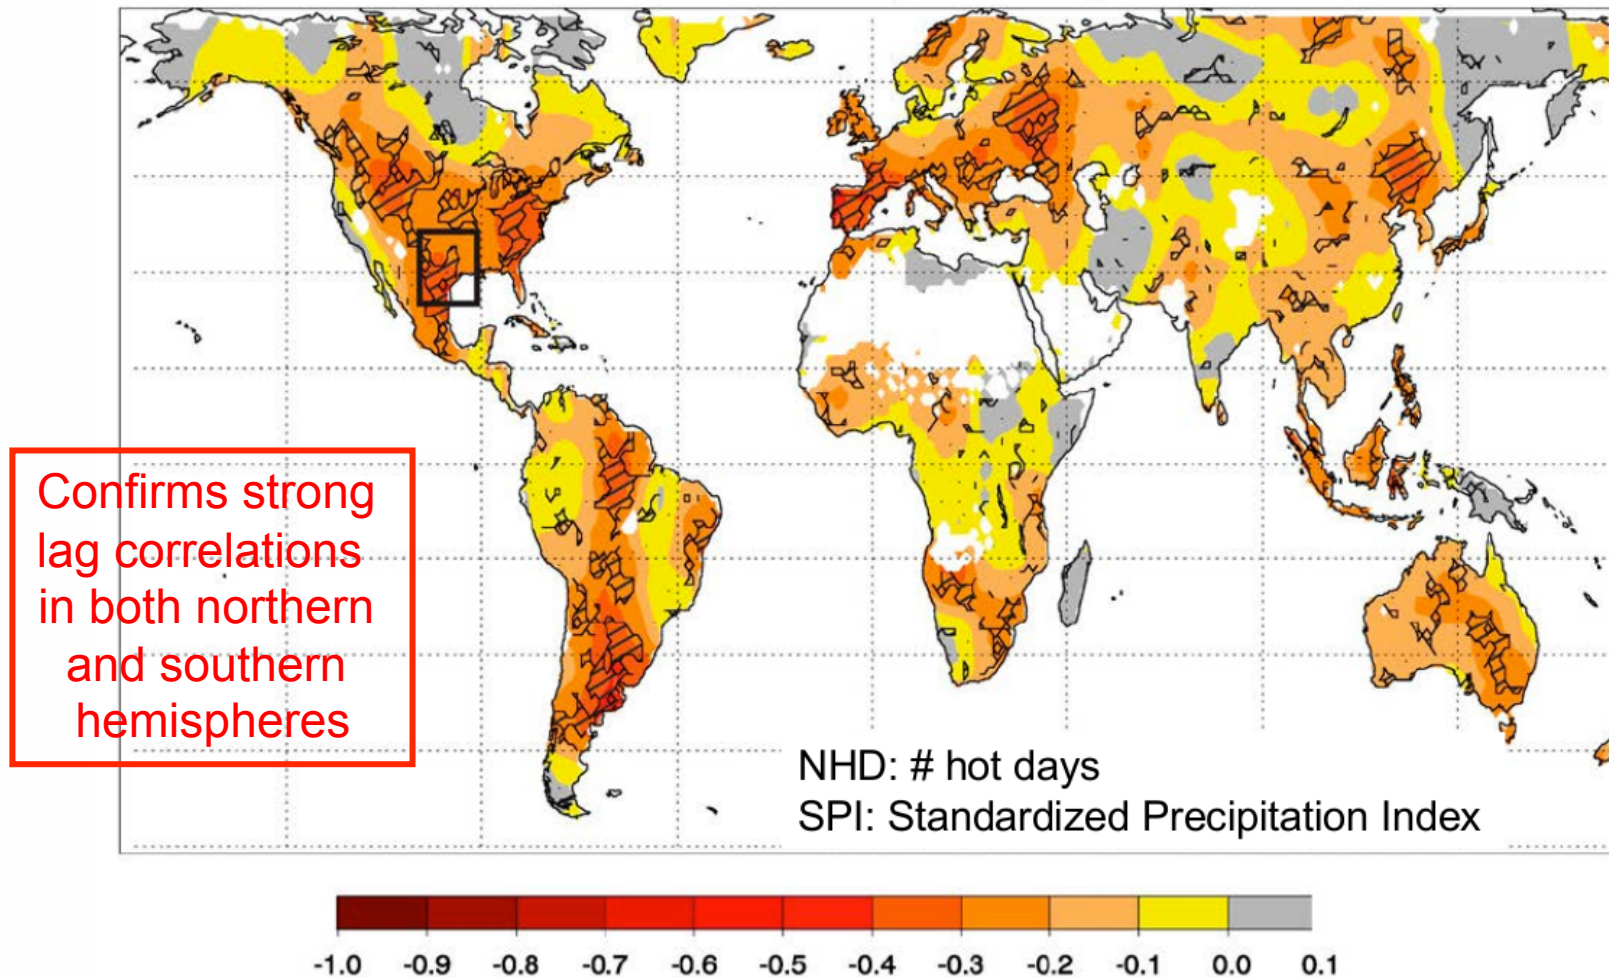 Confirms strong
lag correlations
in both northern
and southern
hemispheres
NHD: # hot days
SPI: Standardized Precipitation Index
-1.0 -0.9 -0.8 -0.7 -0.6 -0.5 -0.4 -0.3 -0.2 -0.1 0.0 0.1